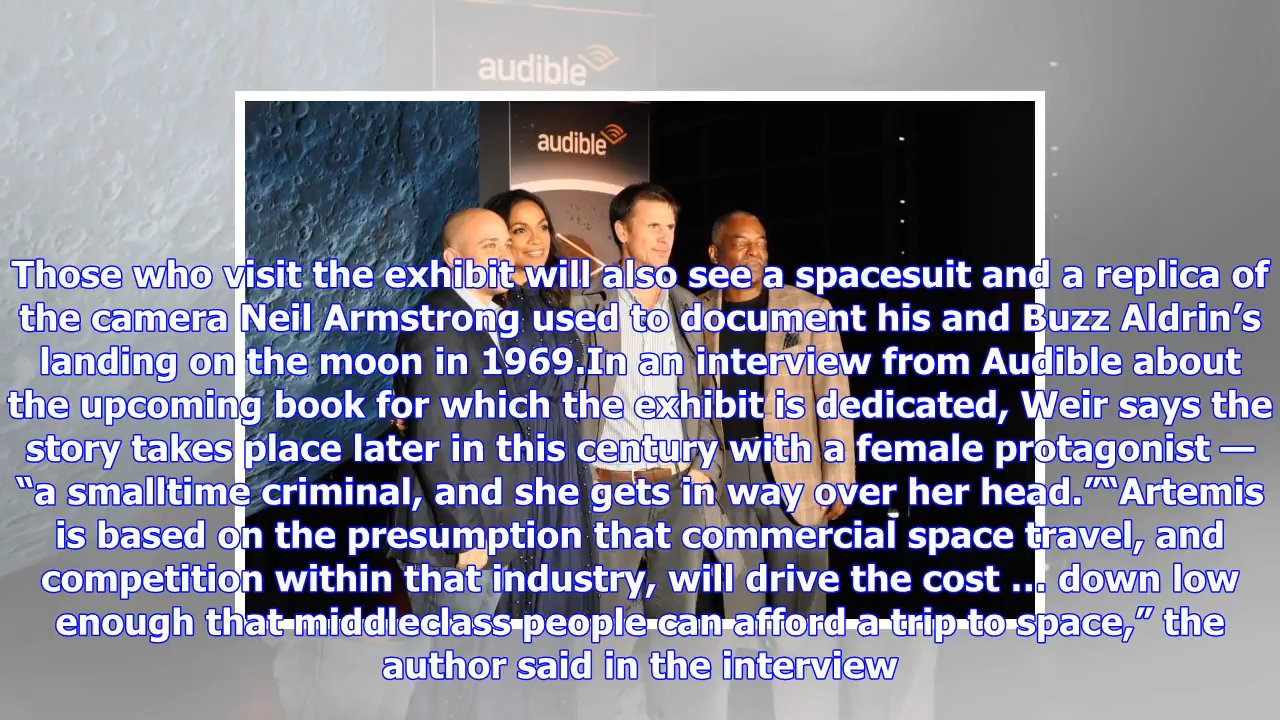 audible
audible
Those who visit the exhibit will also see a spacesuit and a replica of
the camera Neil Armstrong used to document his and Buzz Aldrin’s
landing on the moon in 1969.In an interview from Audible about
the upcoming book for which the exhibit is dedicated, Weir says the
story takes place later in this century with a female protagonist —
“a smalltime criminal, and she gets in way over her head.”“Artemis
is based on the presumption that commercial space travel, and
competition within that industry, will drive the cost ... down low
enough that middleclass people can afford a trip to space,” the
author said in the interview